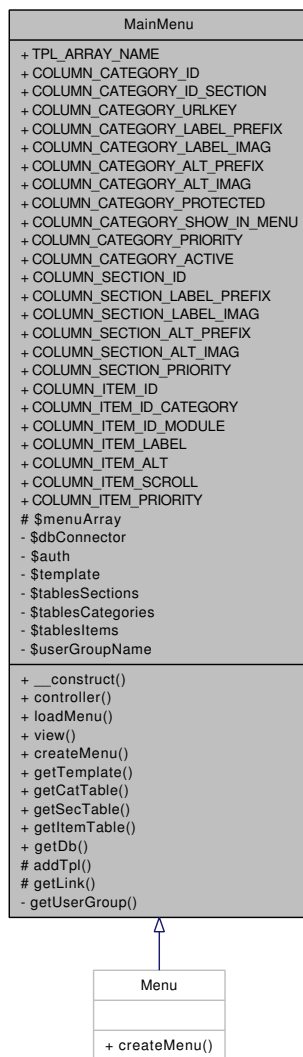 MainMenu
+ TPL_ARRAY_NAME
+ COLUMN_CATEGORY_ID
+ COLUMN_CATEGORY_ID_SECTION
+ COLUMN_CATEGORY_URLKEY
+ COLUMN_CATEGORY_LABEL_PREFIX
+ COLUMN_CATEGORY_LABEL_IMAG
+ COLUMN_CATEGORY_ALT_PREFIX
+ COLUMN_CATEGORY_ALT_IMAG
+ COLUMN_CATEGORY_PROTECTED
+ COLUMN_CATEGORY_SHOW_IN_MENU
+ COLUMN_CATEGORY_PRIORITY
+ COLUMN_CATEGORY_ACTIVE
+ COLUMN_SECTION_ID
+ COLUMN_SECTION_LABEL_PREFIX
+ COLUMN_SECTION_LABEL_IMAG
+ COLUMN_SECTION_ALT_PREFIX
+ COLUMN_SECTION_ALT_IMAG
+ COLUMN_SECTION_PRIORITY
+ COLUMN_ITEM_ID
+ COLUMN_ITEM_ID_CATEGORY
+ COLUMN_ITEM_ID_MODULE
+ COLUMN_ITEM_LABEL
+ COLUMN_ITEM_ALT
+ COLUMN_ITEM_SCROLL
+ COLUMN_ITEM_PRIORITY
# $menuArray
- $dbConnector
- $auth
- $template
- $tablesSections
- $tablesCategories
- $tablesItems
- $userGroupName
+ __construct()
+ controller()
+ loadMenu()
+ view()
+ createMenu()
+ getTemplate()
+ getCatTable()
+ getSecTable()
+ getItemTable()
+ getDb()
# addTpl()
# getLink()
- getUserGroup()
Menu
+ createMenu()